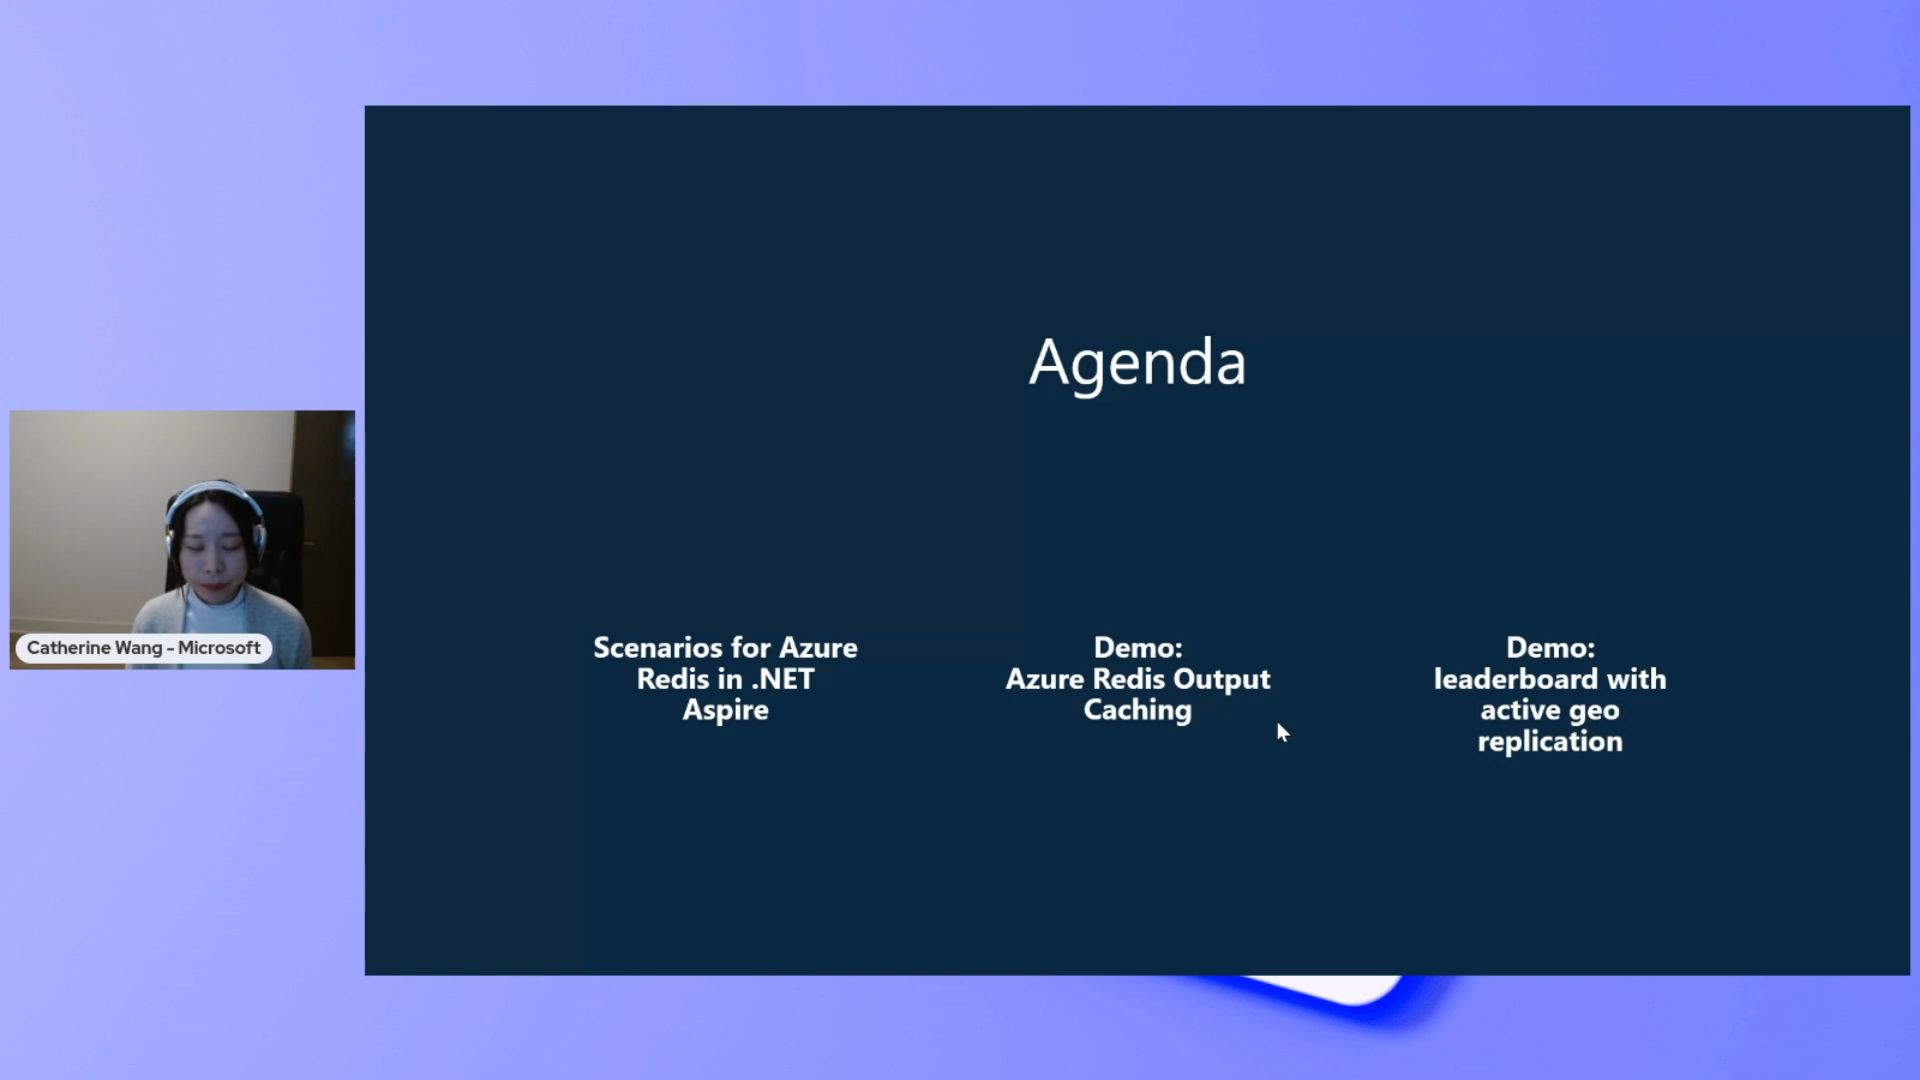 Agenda
Scenarios for Azure
Redis in .NET
Aspire
Demo:
Azure Redis Output
Caching
Demo:
leaderboard with
active geo
replication
Catherine Wang - Microsoft